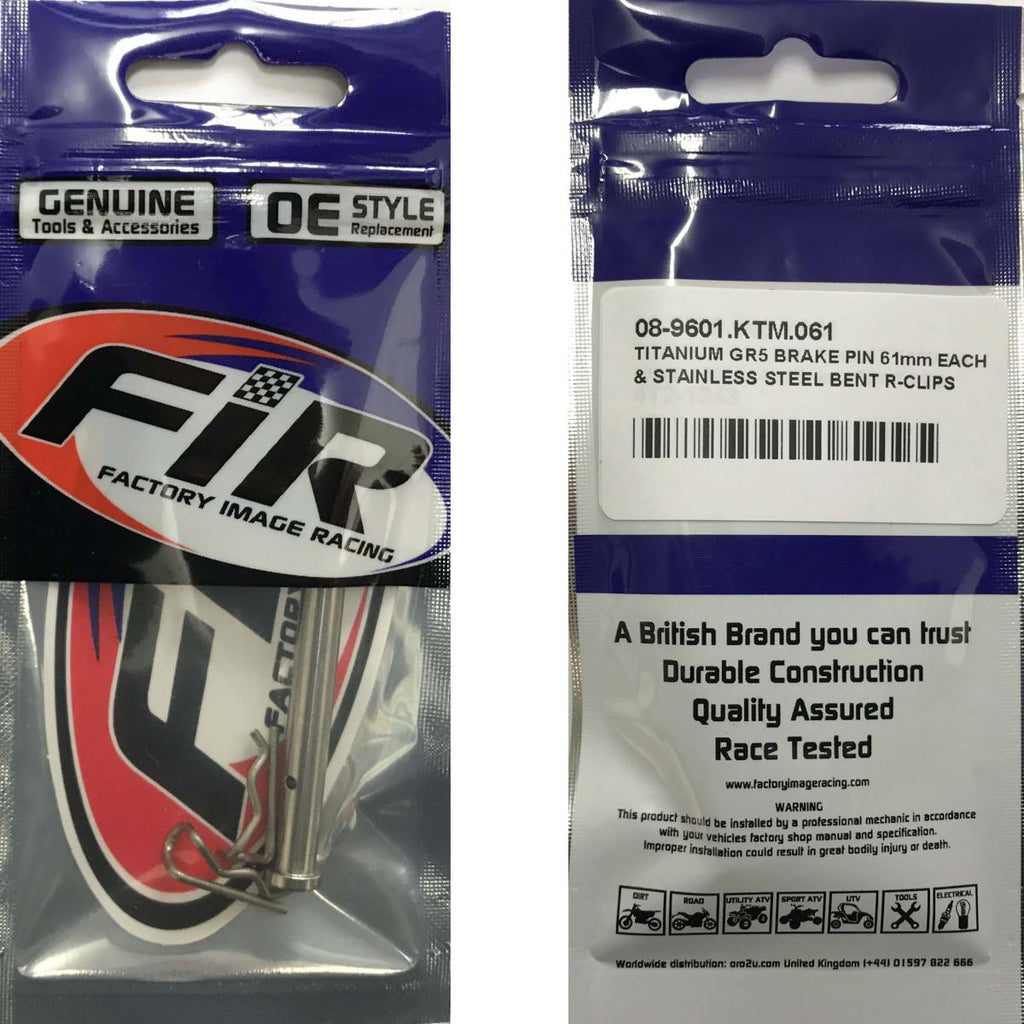 GENUINE
Tools & Accessories
OE STYLE
Replacement
FiR
FACTORY IMAGE RACING
FACTORY
08-9601.KTM.061
TITANIUM GR5 BRAKE PIN 61mm EACH
& STAINLESS STEEL BENT R-CLIPS
A British Brand you can trust
Durable Construction
Quality Assured
Race Tested
www.factoryimageracing.com
WARNING
This product should be installed by a professional mechanic in accordance
with your vehicles factory shop manual and specification.
Improper installation could result in great bodily injury or death.
DIRT ROAD UTILITY ATV SPORT ATV UTV TOOLS ELECTRICAL
Worldwide distribution: oro2u.com United Kingdom (+44) 01597 822 666